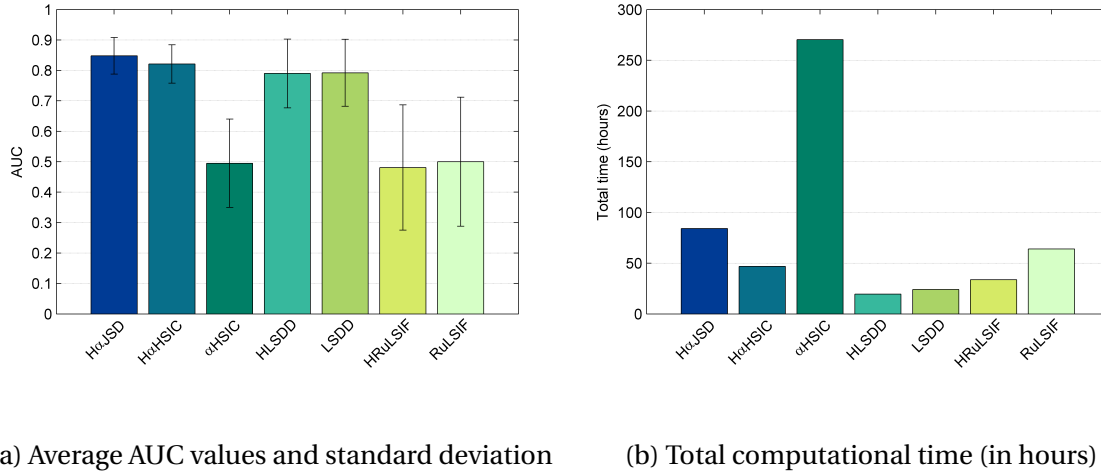 1
0.9
0.8
0.7
0.6
0.5
0.4
0.3
0.2
0.1
0
AUC
HαJSD
HαHSIC
αHSIC
HLSDD
LSDD
HRuLSIF
RuLSIF
a) Average AUC values and standard deviation
300
250
200
150
100
50
0
Total time (hours)
HαJSD
HαHSIC
αHSIC
HLSDD
LSDD
HRuLSIF
RuLSIF
(b) Total computational time (in hours)